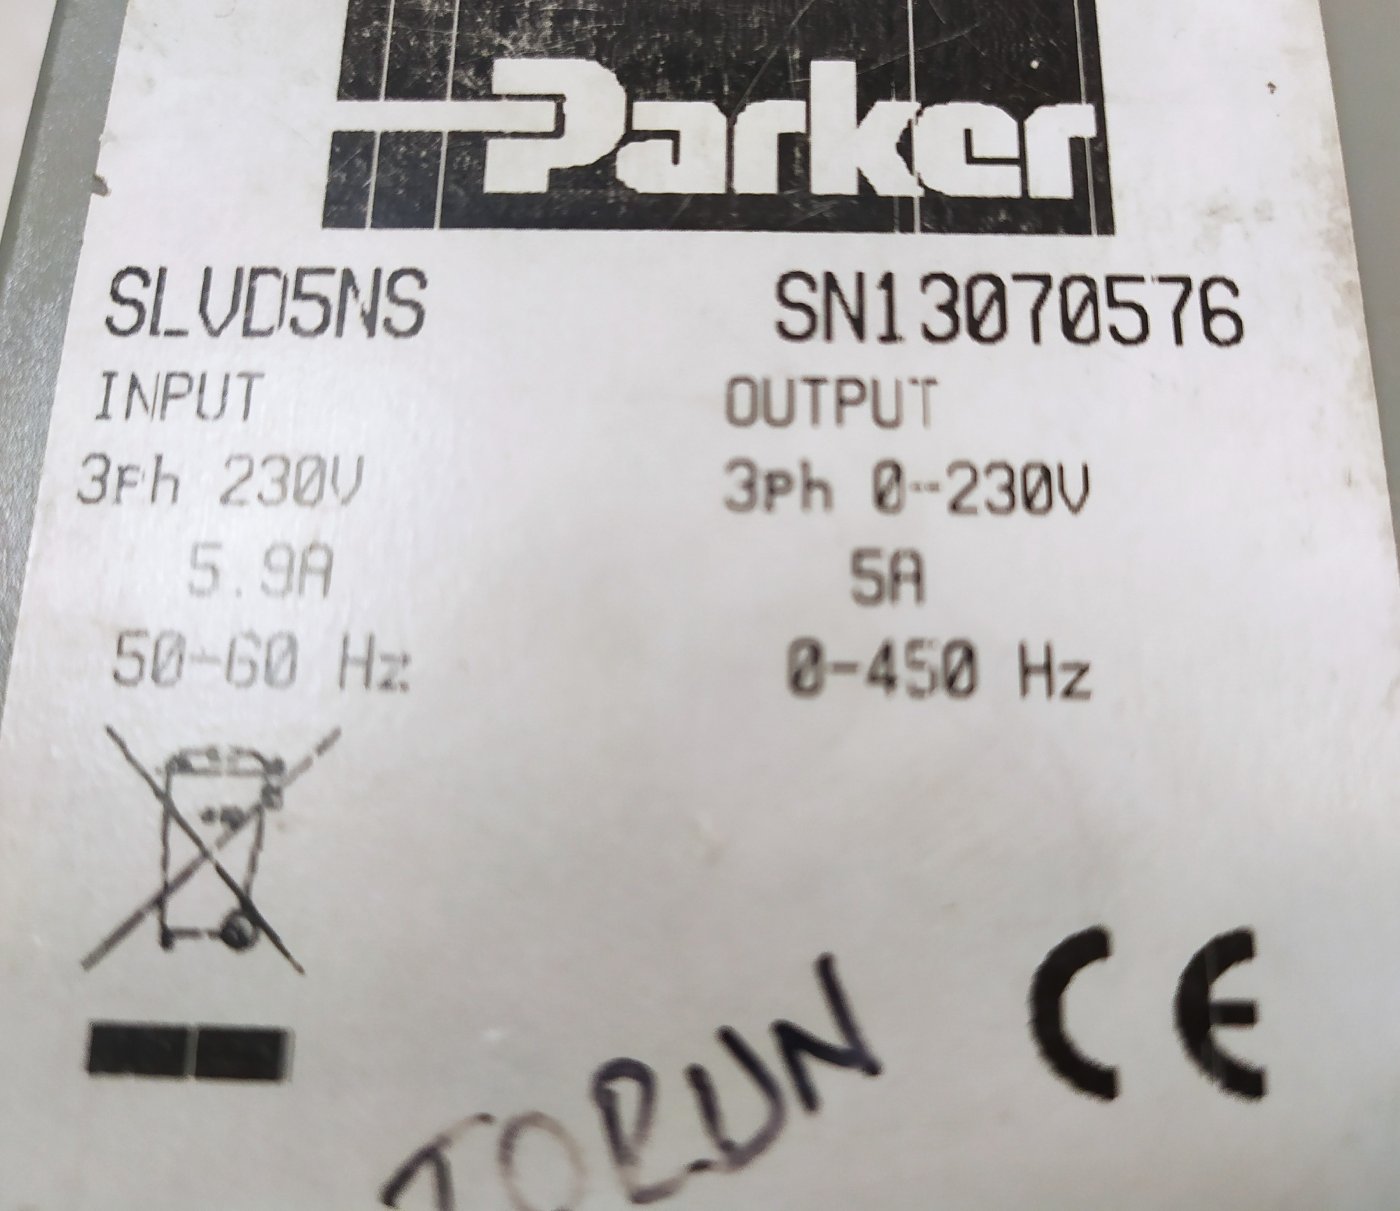 Parker
SLVD5NS SN13070576
INPUT OUTPUT
3Ph 230V 3Ph 0-230V
5.9A 5A
50-60 Hz 0-450 Hz
CE
TORUN